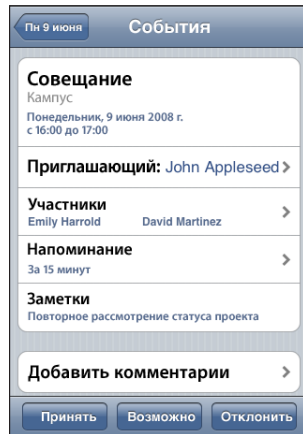 Пн 9 июня
События
Совещание
Кампус
Понедельник, 9 июня 2008 г.
с 16:00 до 17:00
Приглашающий: John Appleseed
Участники
Emily Harrold David Martinez
Напоминание
За 15 минут
Заметки
Повторное рассмотрение статуса проекта
Добавить комментарии
Принять Возможно Отклонить